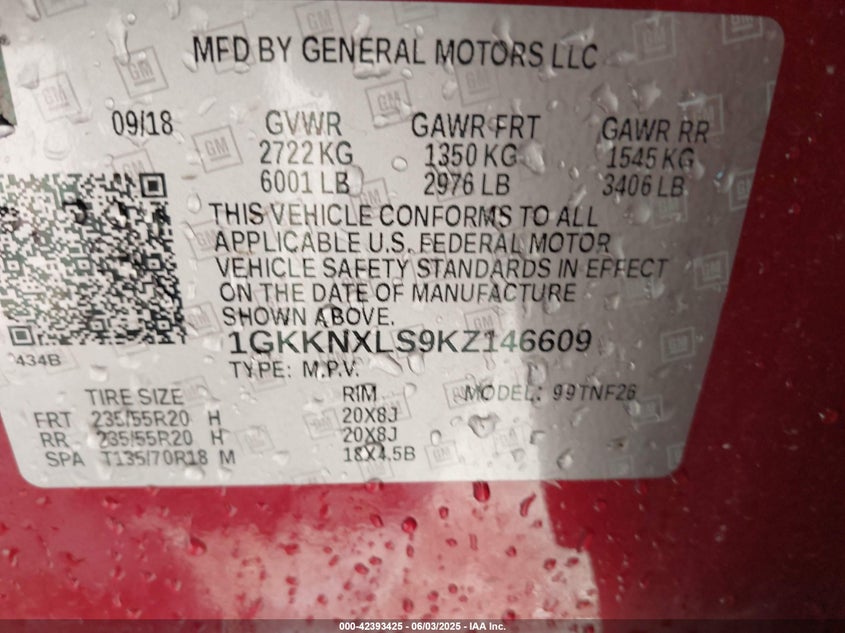 MFD BY GENERAL MOTORS LLC
09/18 GVWR GAWR FRT GAWR RR
2722 KG 1350 KG 1545 KG
6001 LB 2976 LB 3406 LB
THIS VEHICLE CONFORMS TO ALL
APPLICABLE U.S. FEDERAL MOTOR
VEHICLE SAFETY STANDARDS IN EFFECT
ON THE DATE OF MANUFACTURE
SHOWN ABOVE.
1GKKNXLS9KZ146609
434B
TYPE: M.P.V.
TIRE SIZE RIM MODEL: 99TNF26
FRT 235/55R20 H 20X8J
RR 235/55R20 H 20X8J
SPA T135/70R18 M 18X4.5B
000-42393425 - 06/03/2025 - IAA Inc.